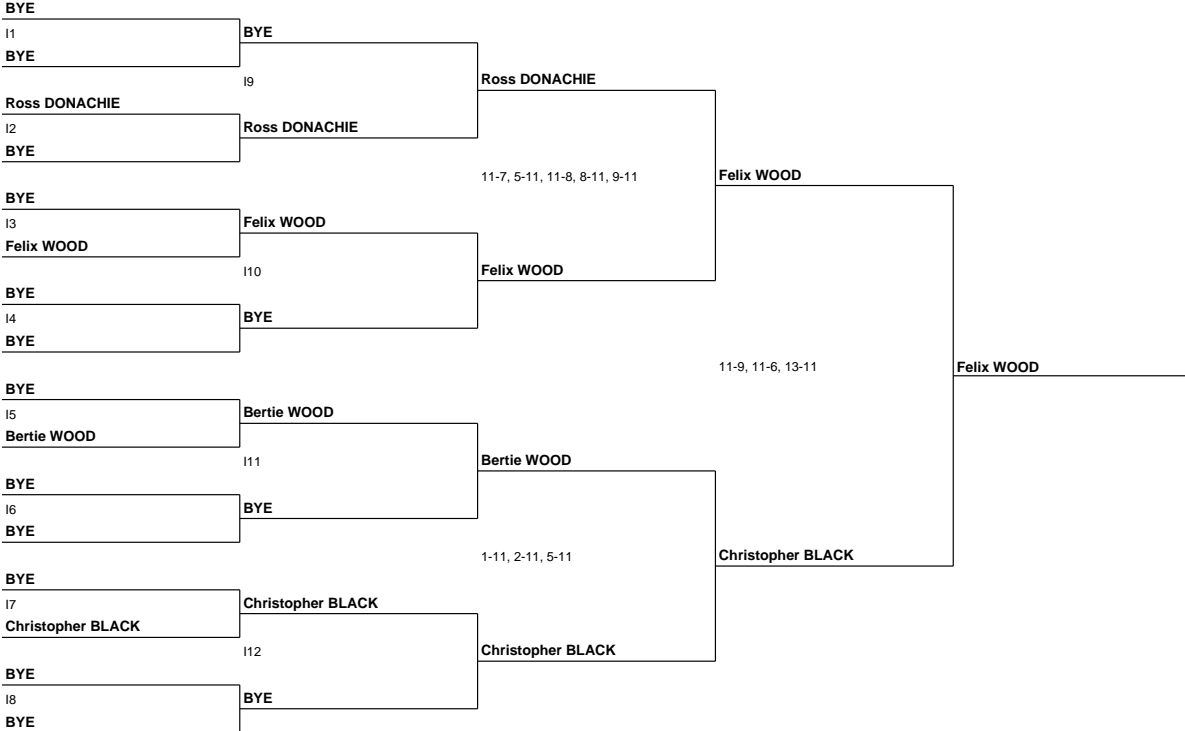 BYE
I1
BYE
BYE
I9
Ross DONACHIE
Ross DONACHIE
I2
Ross DONACHIE
BYE
11-7, 5-11, 11-8, 8-11, 9-11
Felix WOOD
BYE
I3
Felix WOOD
Felix WOOD
I10
Felix WOOD
BYE
I4
BYE
BYE
11-9, 11-6, 13-11
Felix WOOD
BYE
I5
Bertie WOOD
Bertie WOOD
I11
Bertie WOOD
BYE
I6
BYE
BYE
1-11, 2-11, 5-11
Christopher BLACK
BYE
I7
Christopher BLACK
Christopher BLACK
I12
Christopher BLACK
BYE
I8
BYE
BYE